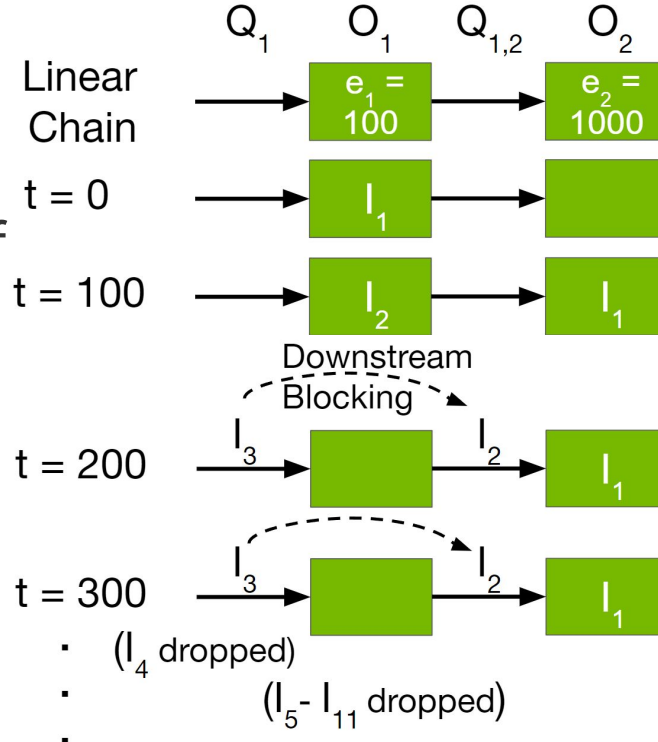 Q₁ O₁ Q₁,₂ O₂
Linear Chain e₁ = 100 e₂ = 1000
t = 0 I₁
t = 100 I₂ I₁
Downstream
Blocking
t = 200 I₃ I₂ I₁
t = 300 I₃ I₂ I₁
(I₄ dropped)
(I₅- I₁₁ dropped)